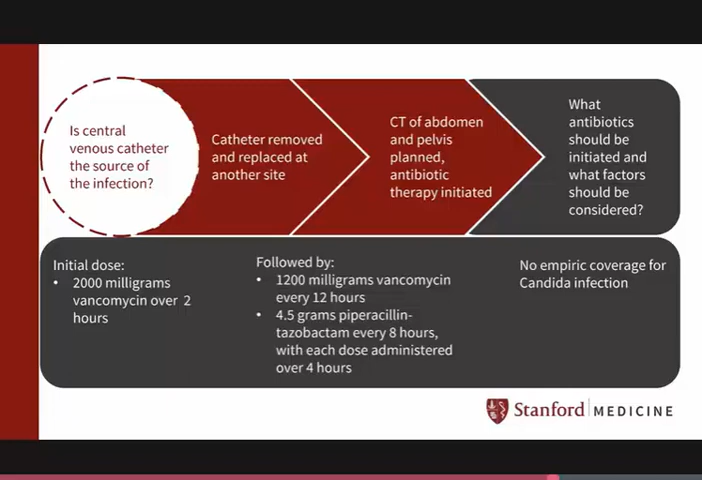 Is central
venous catheter
the source of
the infection?
Catheter removed
and replaced at
another site
CT of abdomen
and pelvis
planned,
antibiotic
therapy initiated
What
antibiotics
should be
initiated and
what factors
should be
considered?
Initial dose:
• 2000 milligrams
vancomycin over 2
hours
Followed by:
• 1200 milligrams vancomycin
every 12 hours
• 4.5 grams piperacillin-
tazobactam every 8 hours,
with each dose administered
over 4 hours
No empiric coverage for
Candida infection
Stanford MEDICINE